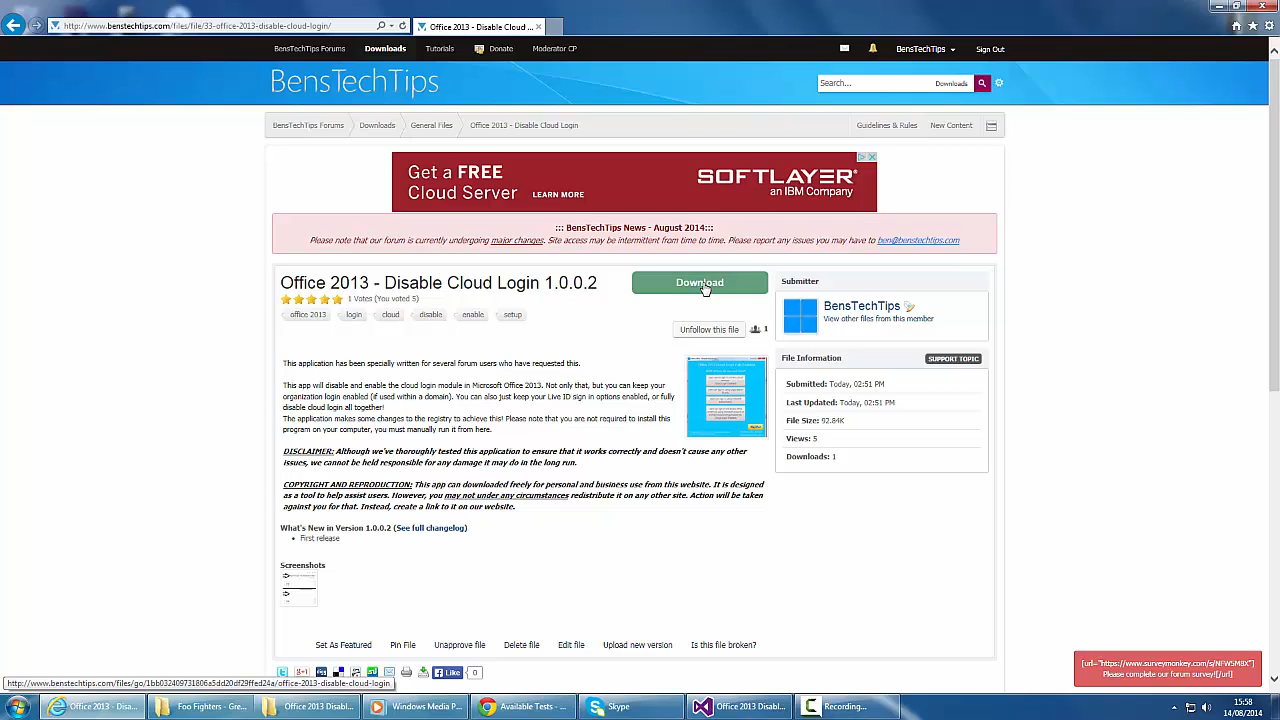 http://www.benstechtips.com/files/file/33-office-2013-disable-cloud-login/
Office 2013 - Disable Cloud ...
BensTechTips Forums
Downloads
Tutorials
Donate
Moderator CP
BensTechTips
Sign Out
BensTechTips
Search...
Downloads
BensTechTips Forums
Downloads
General Files
Office 2013 - Disable Cloud Login
Guidelines & Rules
New Content
Get a FREE
Cloud Server
LEARN MORE
SOFTLAYER®
an IBM Company
::: BensTechTips News - August 2014:::
Please note that our forum is currently undergoing major changes. Site access may be intermittent from time to time. Please report any issues you may have to ben@benstechtips.com
Office 2013 - Disable Cloud Login 1.0.0.2
Download
1 Votes (You voted 5)
office 2013
login
cloud
disable
enable
setup
Unfollow this file
1
Submitter
BensTechTips
View other files from this member
This application has been specially written for several forum users who have requested this.
This app will disable and enable the cloud login module in Microsoft Office 2013. Not only that, but you can keep your
organization login enabled (if used within a domain). You can also just keep your Live ID sign in options enabled, or fully
disable cloud login all together!
The application makes some changes to the registry to achieve this! Please note that you are not required to install this
program on your computer, you must manually run it from here.
DISCLAIMER: Although we've thoroughly tested this application to ensure that it works correctly and doesn't cause any other
issues, we cannot be held responsible for any damage it may do in the long run.
COPYRIGHT AND REPRODUCTION: This app can downloaded freely for personal and business use from this website. It is designed
as a tool to help assist users. However, you may not under any circumstances redistribute it on any other site. Action will be taken
against you for that. Instead, create a link to it on our website.
File Information
SUPPORT TOPIC
Submitted: Today, 02:51 PM
Last Updated: Today, 02:51 PM
File Size: 92.84K
Views: 5
Downloads: 1
What's New in Version 1.0.0.2 (See full changelog)
First release
Screenshots
Set As Featured
Pin File
Unapprove file
Delete file
Edit file
Upload new version
Is this file broken?
Like
0
[url="https://www.surveymonkey.com/s/NFWSM8X"]
Please complete our forum survey![/url]
http://www.benstechtips.com/files/go/1bb032409731806a5dd20df29ffed24a/office-2013-disable-cloud-login
Office 2013 - Disa...
Foo Fighters - Gre...
Office 2013 Disabl...
Windows Media P...
Available Tests - ...
Skype
Office 2013 Disabl...
Recording...
15:58
14/08/2014